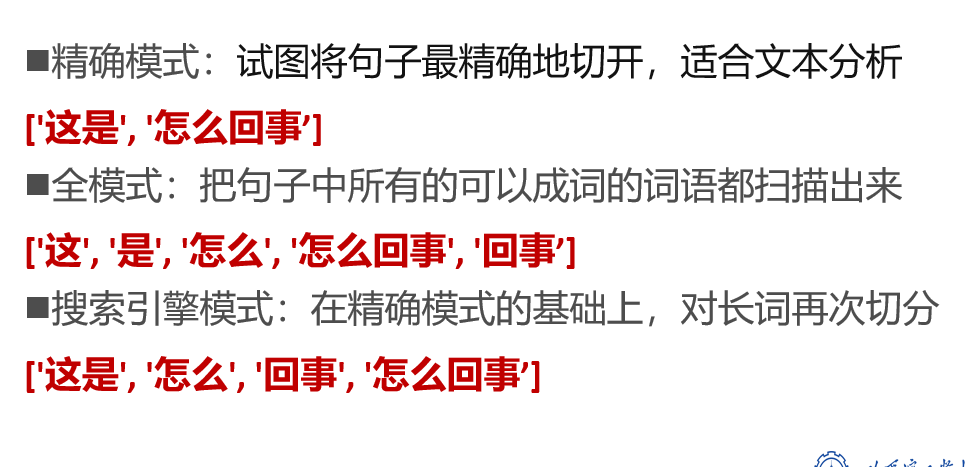 ■精确模式：试图将句子最精确地切开，适合文本分析
['这是', '怎么回事’]
■全模式：把句子中所有的可以成词的词语都扫描出来
['这', '是', '怎么', '怎么回事', '回事’]
■搜索引擎模式：在精确模式的基础上，对长词再次切分
['这是', '怎么', '回事', '怎么回事’]